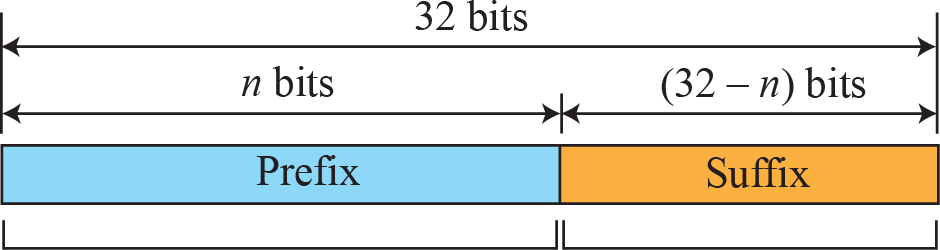 32 bits
n bits (32 – n) bits
Prefix Suffix